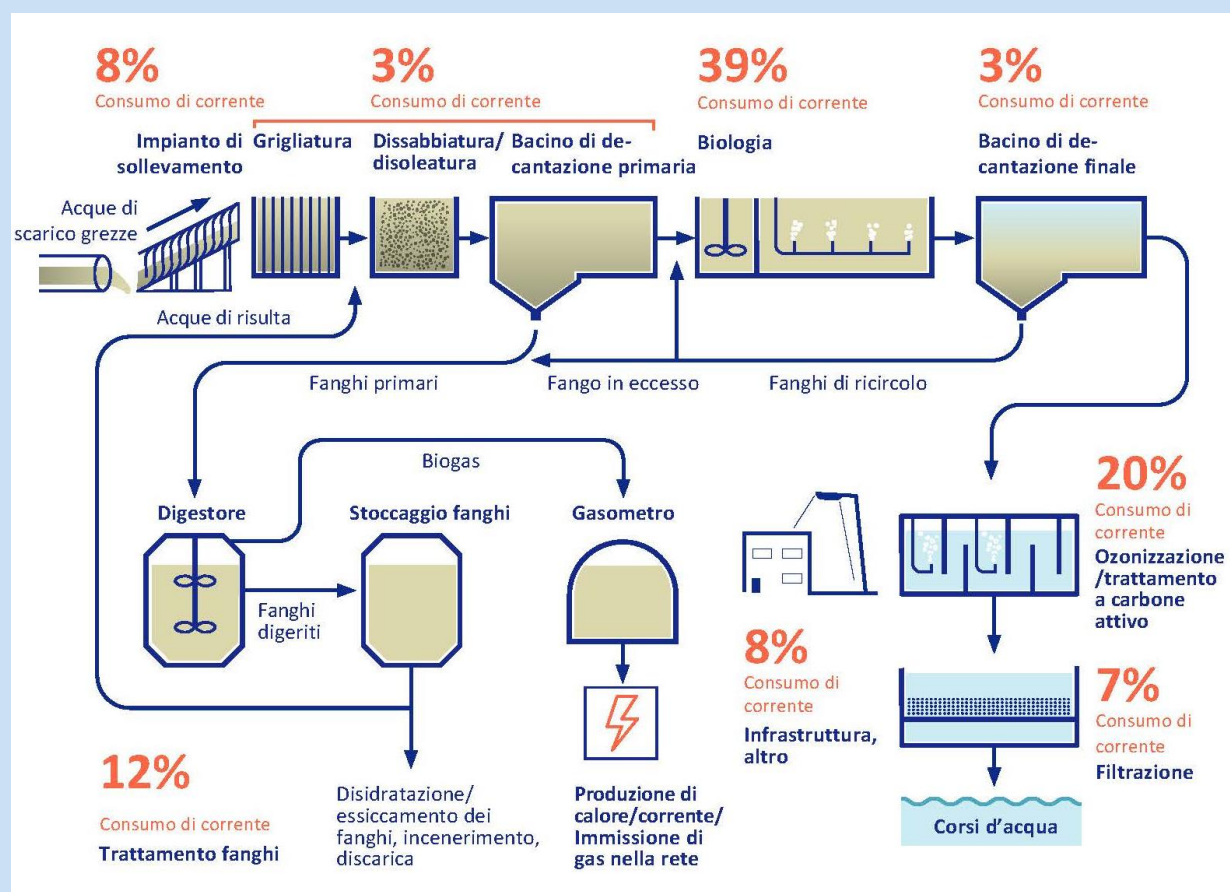 8%
Consumo di corrente
Impianto di
sollevamento
3%
Consumo di corrente
Grigliatura
Dissabbiatura/
disoleatura
Bacino di de-
cantazione primaria
39%
Consumo di corrente
Biologia
3%
Consumo di corrente
Bacino di de-
cantazione finale
Acque di
scarico grezze
Acque di risulta
Fanghi primari
Fango in eccesso
Fanghi di ricircolo
Biogas
Digestore
Stoccaggio fanghi
Gasometro
Fanghi
digeriti
20%
Consumo di
corrente
Ozonizzazione
/trattamento
a carbone
attivo
8%
Consumo di
corrente
Infrastruttura,
altro
7%
Consumo di
corrente
Filtrazione
12%
Consumo di corrente
Trattamento fanghi
Disidratazione/
essiccamento dei
fanghi, incenerimento,
discarica
Produzione di
calore/corrente/
Immissione di
gas nella rete
Corsi d'acqua